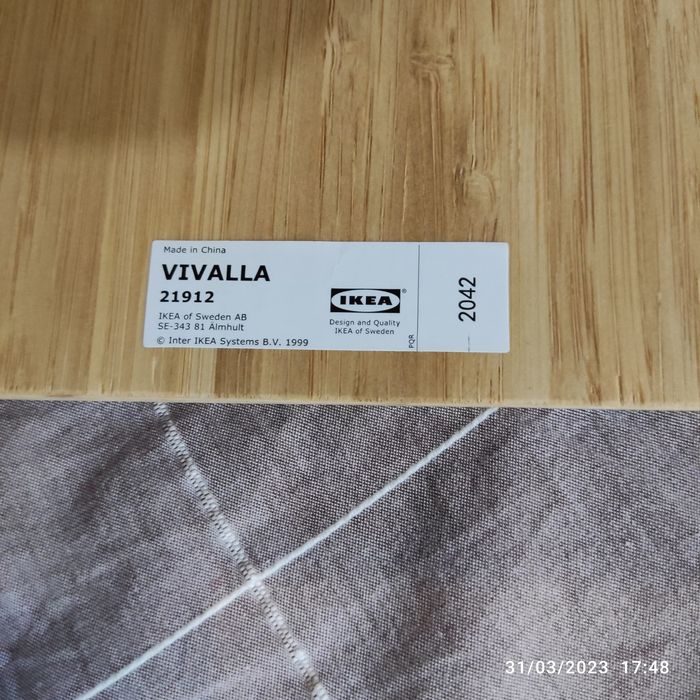 Made in China
VIVALLA
21912
IKEA of Sweden AB
SE-343 81 Älmhult
© Inter IKEA Systems B.V. 1999
IKEA®
Design and Quality
IKEA of Sweden
PQR
2042
31/03/2023 17:48